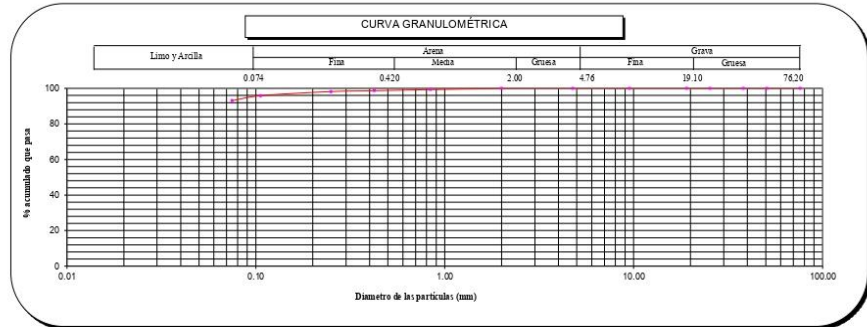 CURVA GRANULOMÉTRICA
Limo y Arcilla
Arena
Grava
Fina
Media
Gruesa
Fina
Gruesa
0.074
0.420
2.00
4.76
19.10
76.20
% acumulado que pasa
100
80
60
40
20
0
0.01
0.10
1.00
10.00
100.00
Diametro de las partículas (mm)